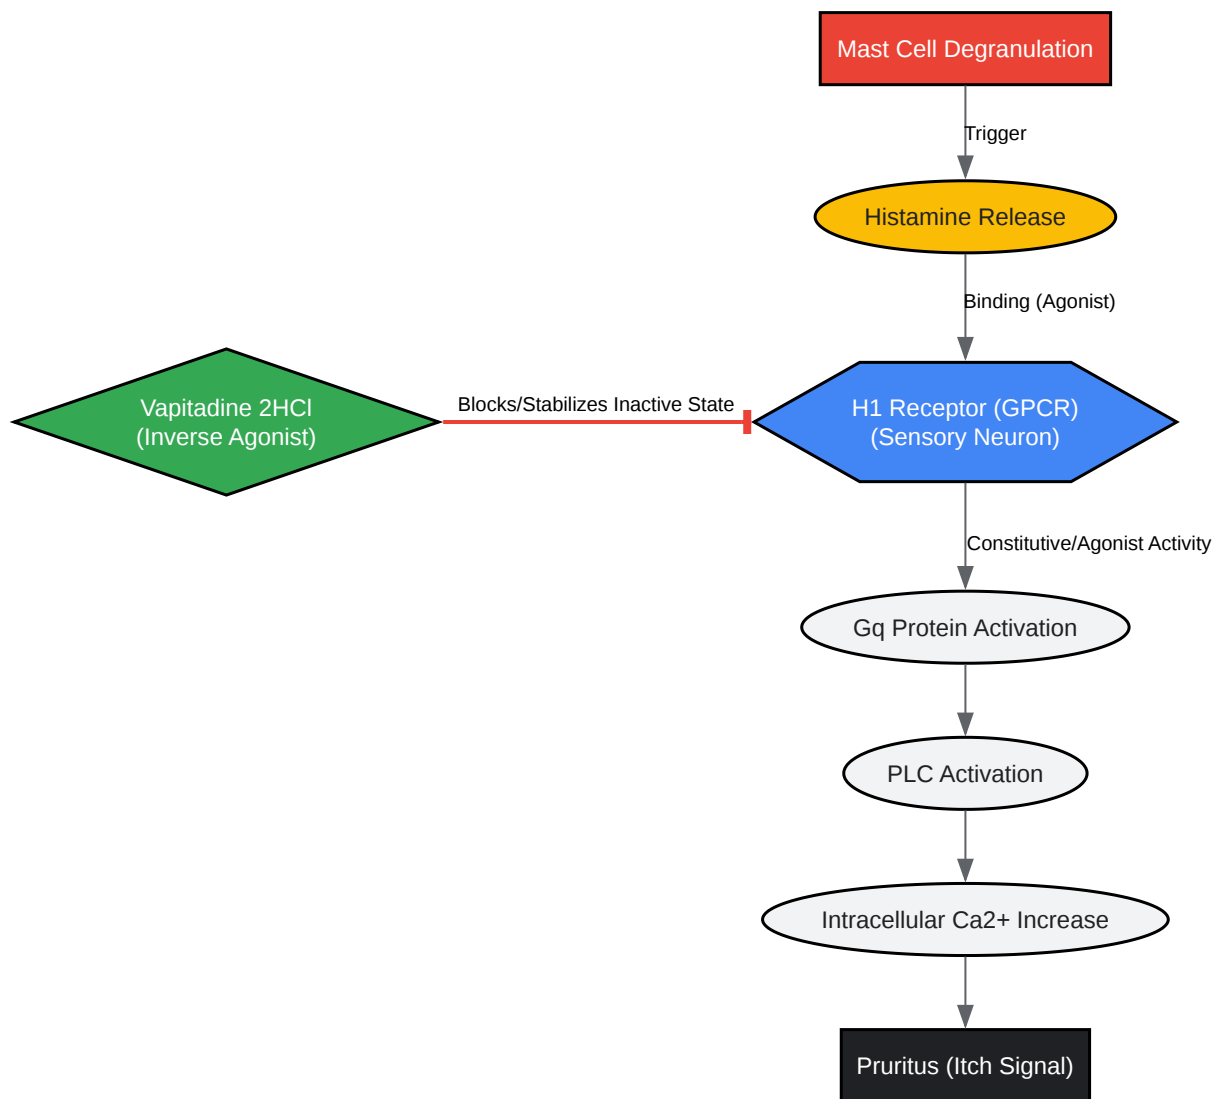 Mast Cell Degranulation
Trigger
Histamine Release
Binding (Agonist)
Vapitadine 2HCl
(Inverse Agonist)
Blocks/Stabilizes Inactive State
H1 Receptor (GPCR)
(Sensory Neuron)
Constitutive/Agonist Activity
Gq Protein Activation
PLC Activation
Intracellular Ca2+ Increase
Pruritus (Itch Signal)